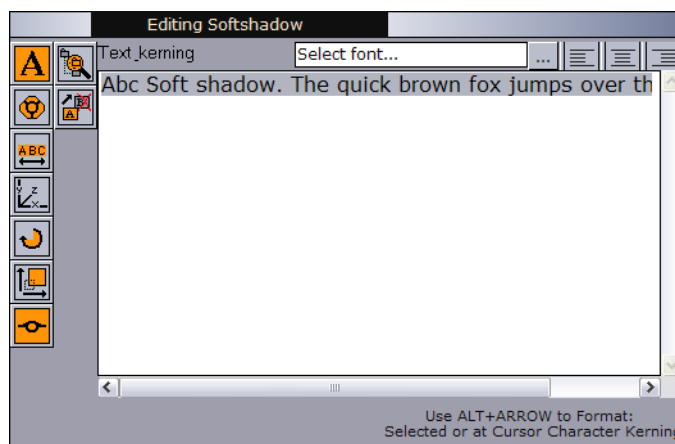 Editing Softshadow
Text_kerning
Select font...
...
Abc Soft shadow. The quick brown fox jumps over th
A
A
ABC
y z
x
Use ALT+ARROW to Format:
Selected or at Cursor Character Kerning